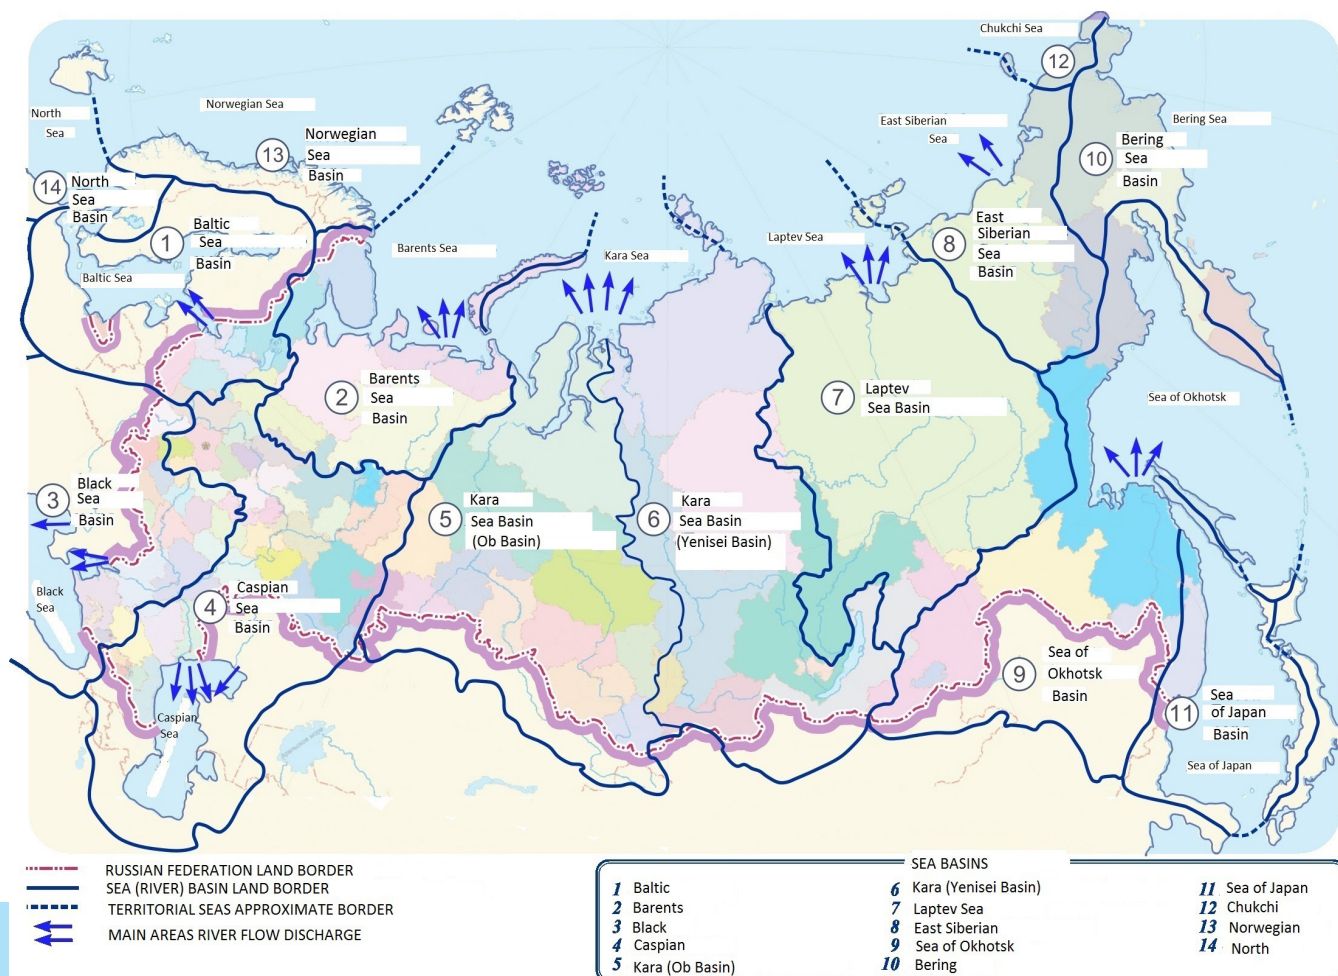 Chukchi Sea
12
North
Sea
Norwegian Sea
East Siberian
Sea
Bering Sea
13
Norwegian
Sea
Basin
10
Bering
Sea
Basin
14
North
Sea
Basin
1
Baltic
Sea
Basin
Baltic Sea
Barents Sea
Kara Sea
Laptev Sea
8
East
Siberian
Sea
Basin
2
Barents
Sea
Basin
7
Laptev
Sea Basin
Sea of Okhotsk
3
Black
Sea
Basin
5
Kara
Sea Basin
(Ob Basin)
6
Kara
Sea Basin
(Yenisei Basin)
Black
Sea
4
Caspian
Sea
Basin
9
Sea of
Okhotsk
Basin
11
Sea
of Japan
Basin
Caspian
Sea
Sea of Japan
RUSSIAN FEDERATION LAND BORDER
SEA (RIVER) BASIN LAND BORDER
TERRITORIAL SEAS APPROXIMATE BORDER
MAIN AREAS RIVER FLOW DISCHARGE
SEA BASINS
1 Baltic
2 Barents
3 Black
4 Caspian
5 Kara (Ob Basin)
6 Kara (Yenisei Basin)
7 Laptev Sea
8 East Siberian
9 Sea of Okhotsk
10 Bering
11 Sea of Japan
12 Chukchi
13 Norwegian
14 North